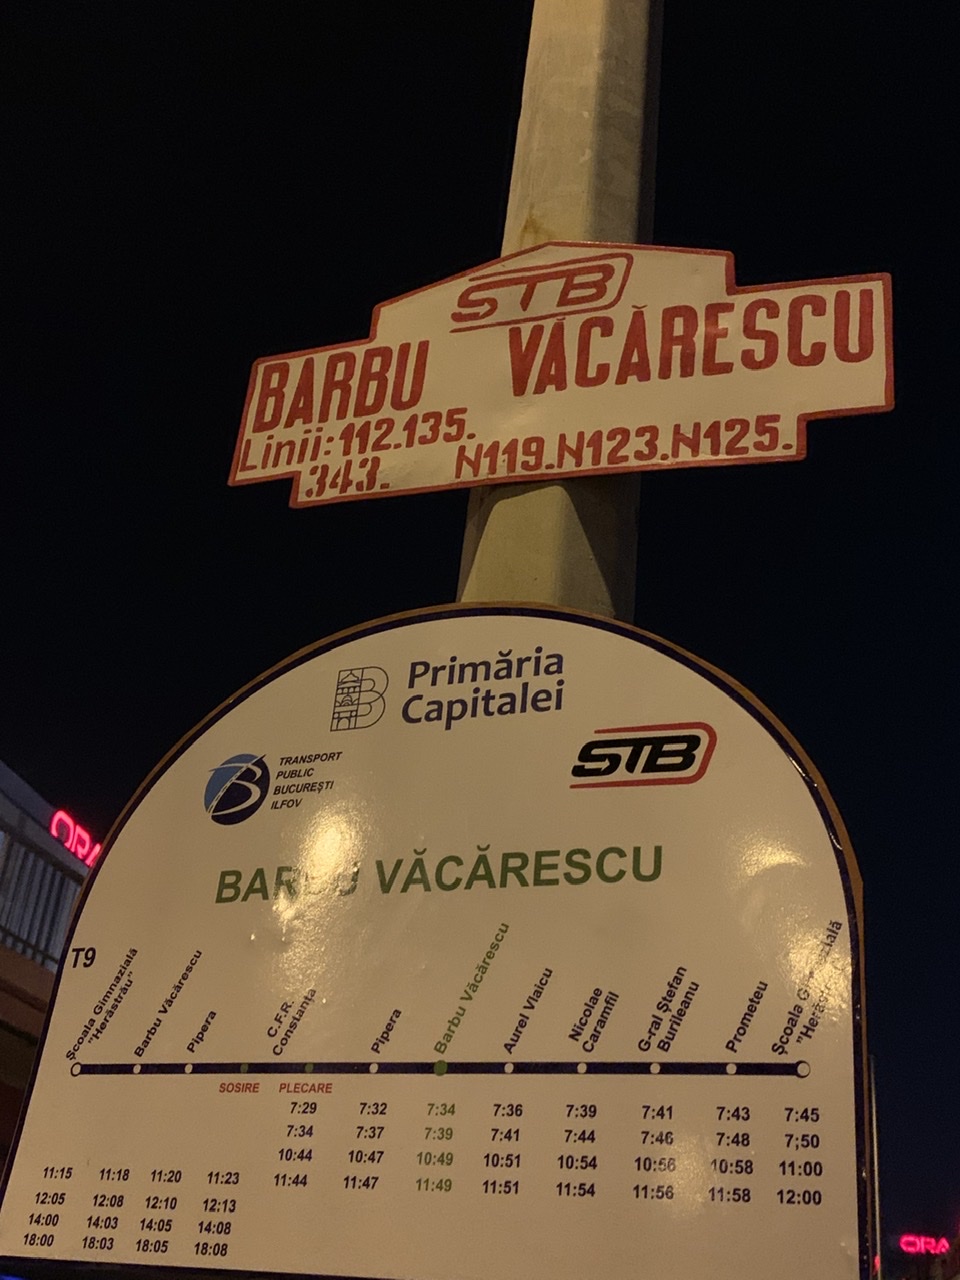 STB
BARBU VĂCĂRESCU
Linii: 112.135.
343. N119.N123.N125.
Primăria
Capitalei
TRANSPORT
PUBLIC
BUCUREȘTI
ILFOV
STB
BARBU VĂCĂRESCU
T9
Școala Gimnazială
"Herăstrău"
Barbu Văcărescu
Pipera
C.F.R.
Constanța
Pipera
Barbu Văcărescu
Aurel Vlaicu
Nicolae
Caramfil
G-ral Ștefan
Burileanu
Prometeu
Școala Gimnazială
"Herăstrău"
SOSIRE PLECARE
7:29 7:32 7:34 7:36 7:39 7:41 7:43 7:45
7:34 7:37 7:39 7:41 7:44 7:46 7:48 7;50
10:44 10:47 10:49 10:51 10:54 10:56 10:58 11:00
11:15 11:18 11:20 11:23 11:44 11:47 11:49 11:51 11:54 11:56 11:58 12:00
12:05 12:08 12:10 12:13
14:00 14:03 14:05 14:08
18:00 18:03 18:05 18:08
ORA
ORA